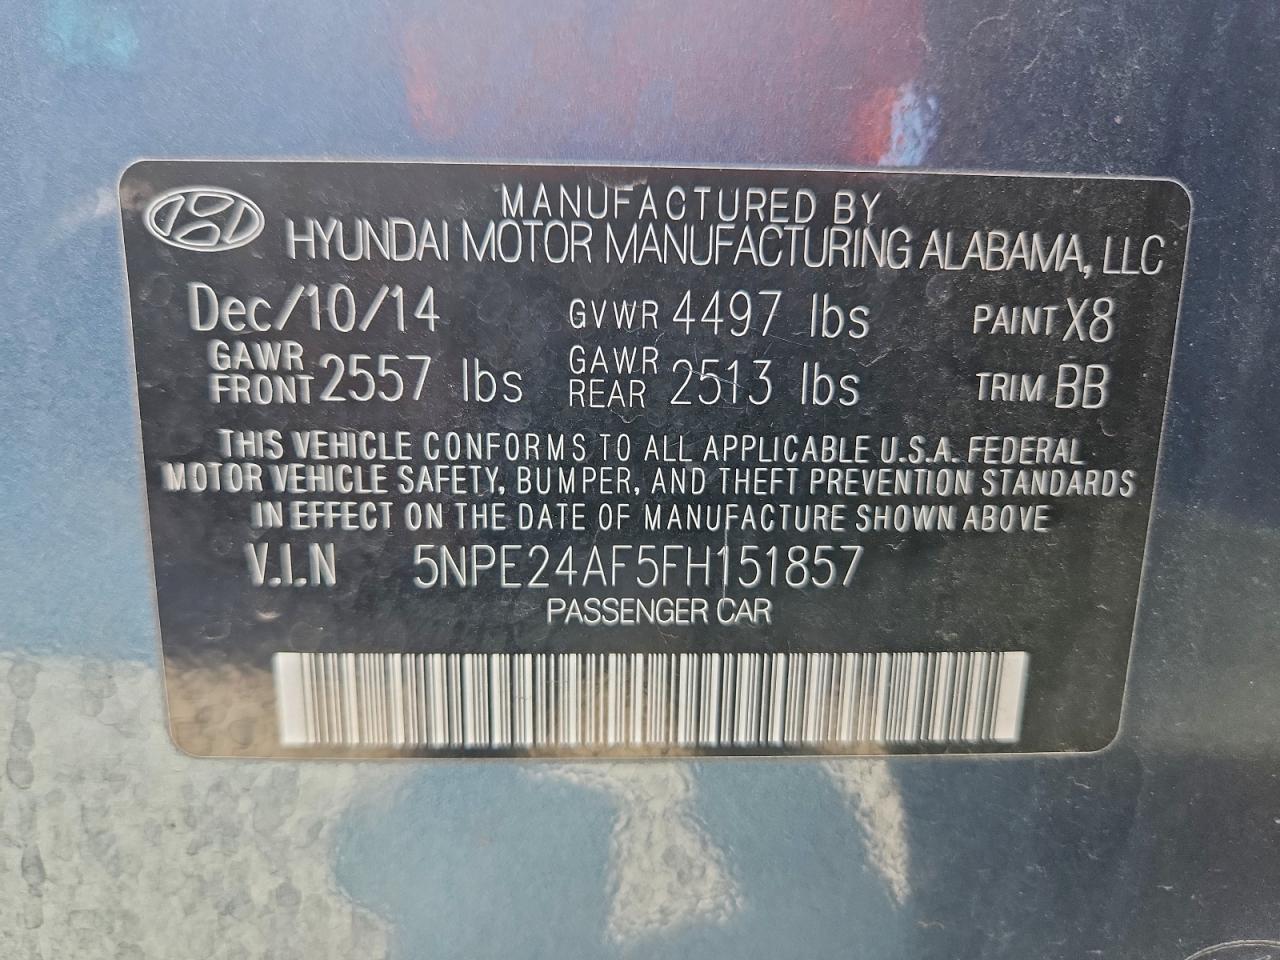 MANUFACTURED BY
HYUNDAI MOTOR MANUFACTURING ALABAMA, LLC
Dec/10/14 GVWR 4497 lbs PAINT X8
GAWR FRONT 2557 lbs GAWR REAR 2513 lbs TRIM BB
THIS VEHICLE CONFORMS TO ALL APPLICABLE U.S.A. FEDERAL
MOTOR VEHICLE SAFETY, BUMPER, AND THEFT PREVENTION STANDARDS
IN EFFECT ON THE DATE OF MANUFACTURE SHOWN ABOVE
V.I.N 5NPE24AF5FH151857
PASSENGER CAR